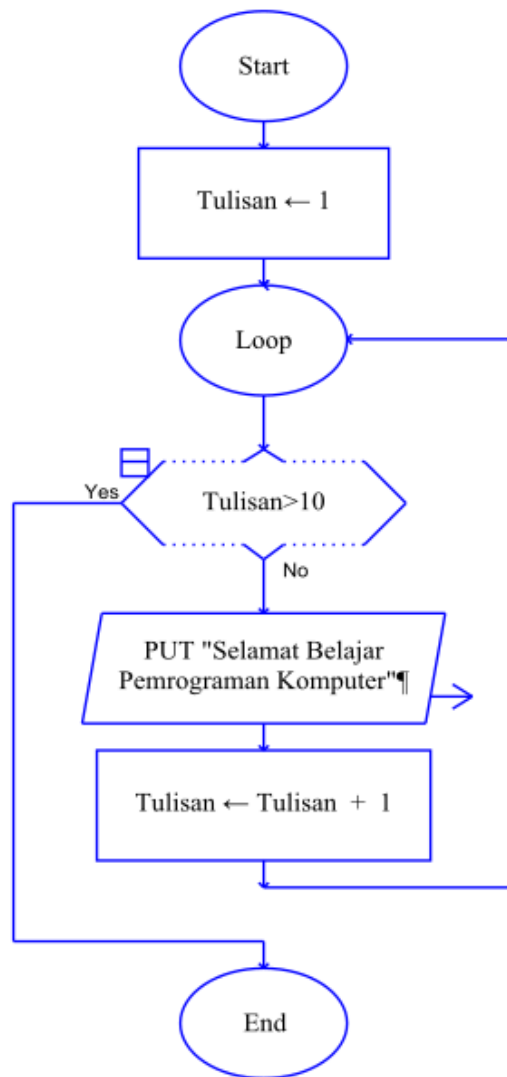 Start
Tulisan ← 1
Loop
Yes
Tulisan>10
No
PUT "Selamat Belajar
Pemrograman Komputer"¶
Tulisan ← Tulisan + 1
End